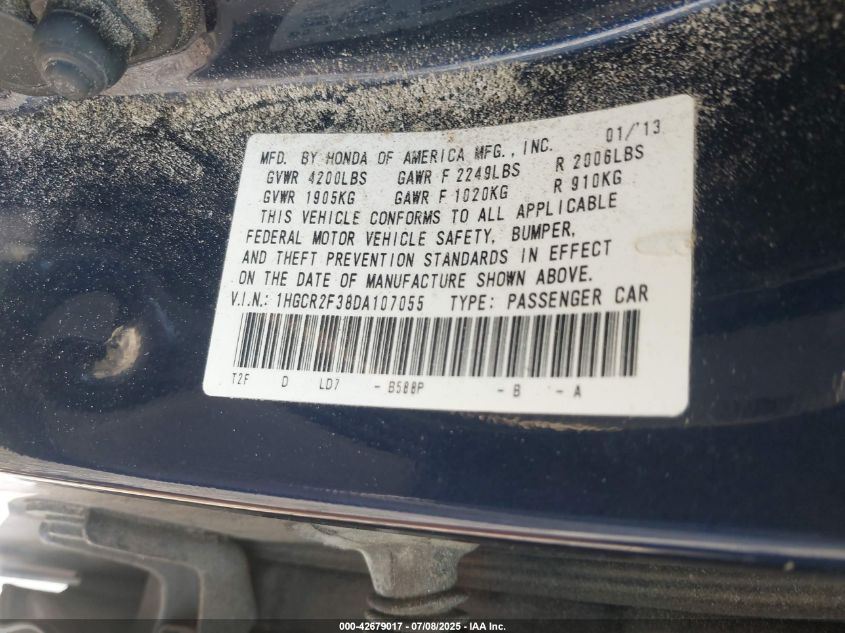 MFD. BY HONDA OF AMERICA MFG., INC. 01/'13
GVWR 4200LBS GAWR F 2249LBS R 2006LBS
GVWR 1905KG GAWR F 1020KG R 910KG
THIS VEHICLE CONFORMS TO ALL APPLICABLE
FEDERAL MOTOR VEHICLE SAFETY, BUMPER,
AND THEFT PREVENTION STANDARDS IN EFFECT
ON THE DATE OF MANUFACTURE SHOWN ABOVE.
V.I.N.: 1HGCR2F38DA107055 TYPE: PASSENGER CAR
T2F D LD7 - B588P - B - A
000-42679017 - 07/08/2025 - IAA Inc.